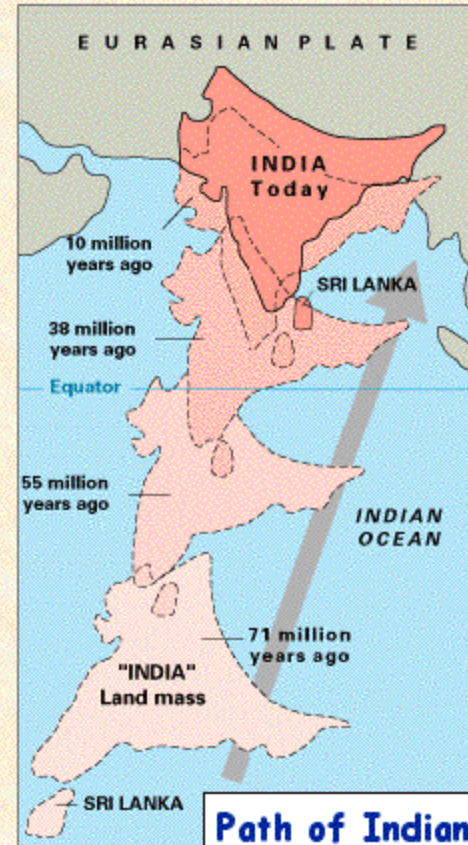 EURASIAN PLATE
INDIA
Today
10 million
years ago
SRI LANKA
38 million
years ago
Equator
55 million
years ago
INDIAN
OCEAN
71 million
years ago
"INDIA"
Land mass
SRI LANKA
Path of Indian